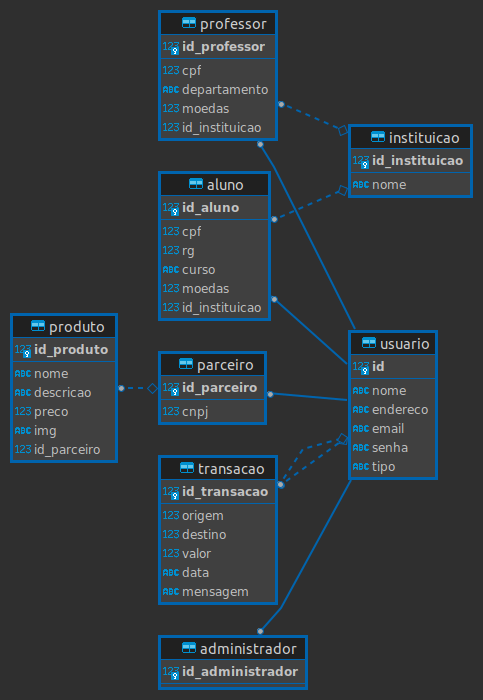 professor
123 id_professor
123 cpf
ABC departamento
123 moedas
123 id_instituicao
instituicao
123 id_instituicao
ABC nome
aluno
123 id_aluno
123 cpf
123 rg
ABC curso
123 moedas
123 id_instituicao
produto
123 id_produto
ABC nome
ABC descricao
123 preco
ABC img
123 id_parceiro
parceiro
123 id_parceiro
123 cnpj
usuario
123 id
ABC nome
ABC endereco
ABC email
ABC senha
ABC tipo
transacao
123 id_transacao
123 origem
123 destino
123 valor
ABC data
ABC mensagem
administrador
123 id_administrador